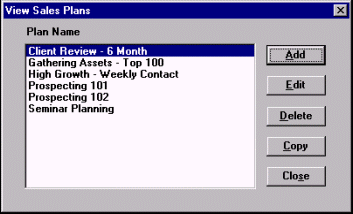 View Sales Plans
Plan Name
Client Review - 6 Month
Gathering Assets - Top 100
High Growth - Weekly Contact
Prospecting 101
Prospecting 102
Seminar Planning
Add
Edit
Delete
Copy
Close